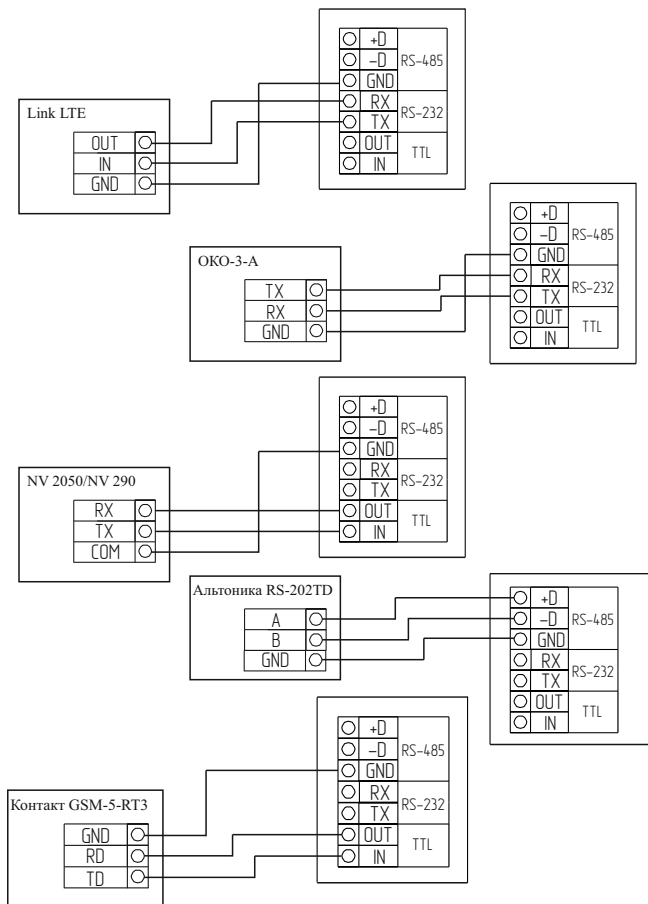 +D
-D
GND
RS-485
RX
TX
RS-232
OUT
IN
TTL
Link LTE
OUT
IN
GND
+D
-D
GND
RS-485
RX
TX
RS-232
OUT
IN
TTL
ОКО-3-А
TX
RX
GND
+D
-D
GND
RS-485
RX
TX
RS-232
OUT
IN
TTL
NV 2050/NV 290
RX
TX
COM
Альтоника RS-202TD
A
B
GND
+D
-D
GND
RS-485
RX
TX
RS-232
OUT
IN
TTL
+D
-D
GND
RS-485
RX
TX
RS-232
OUT
IN
TTL
Контакт GSM-5-RT3
GND
RD
TD